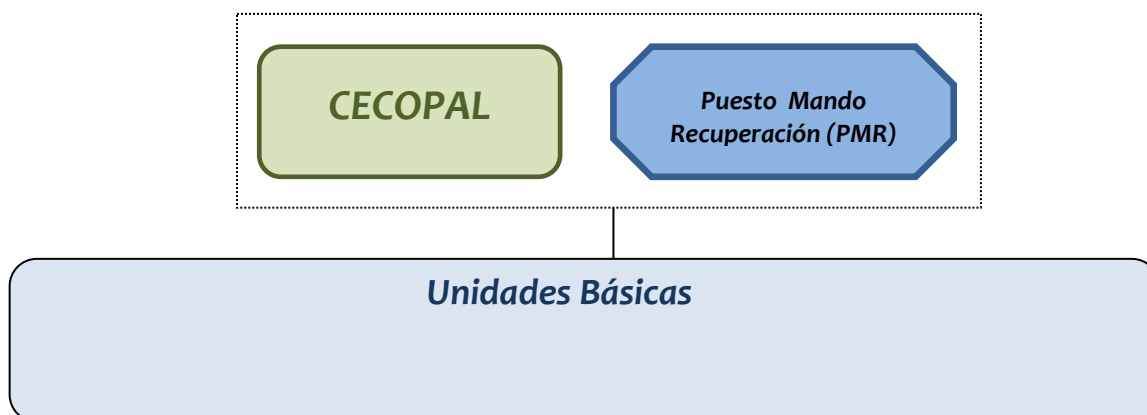 CECOPAL
Puesto Mando
Recuperación (PMR)
Unidades Básicas